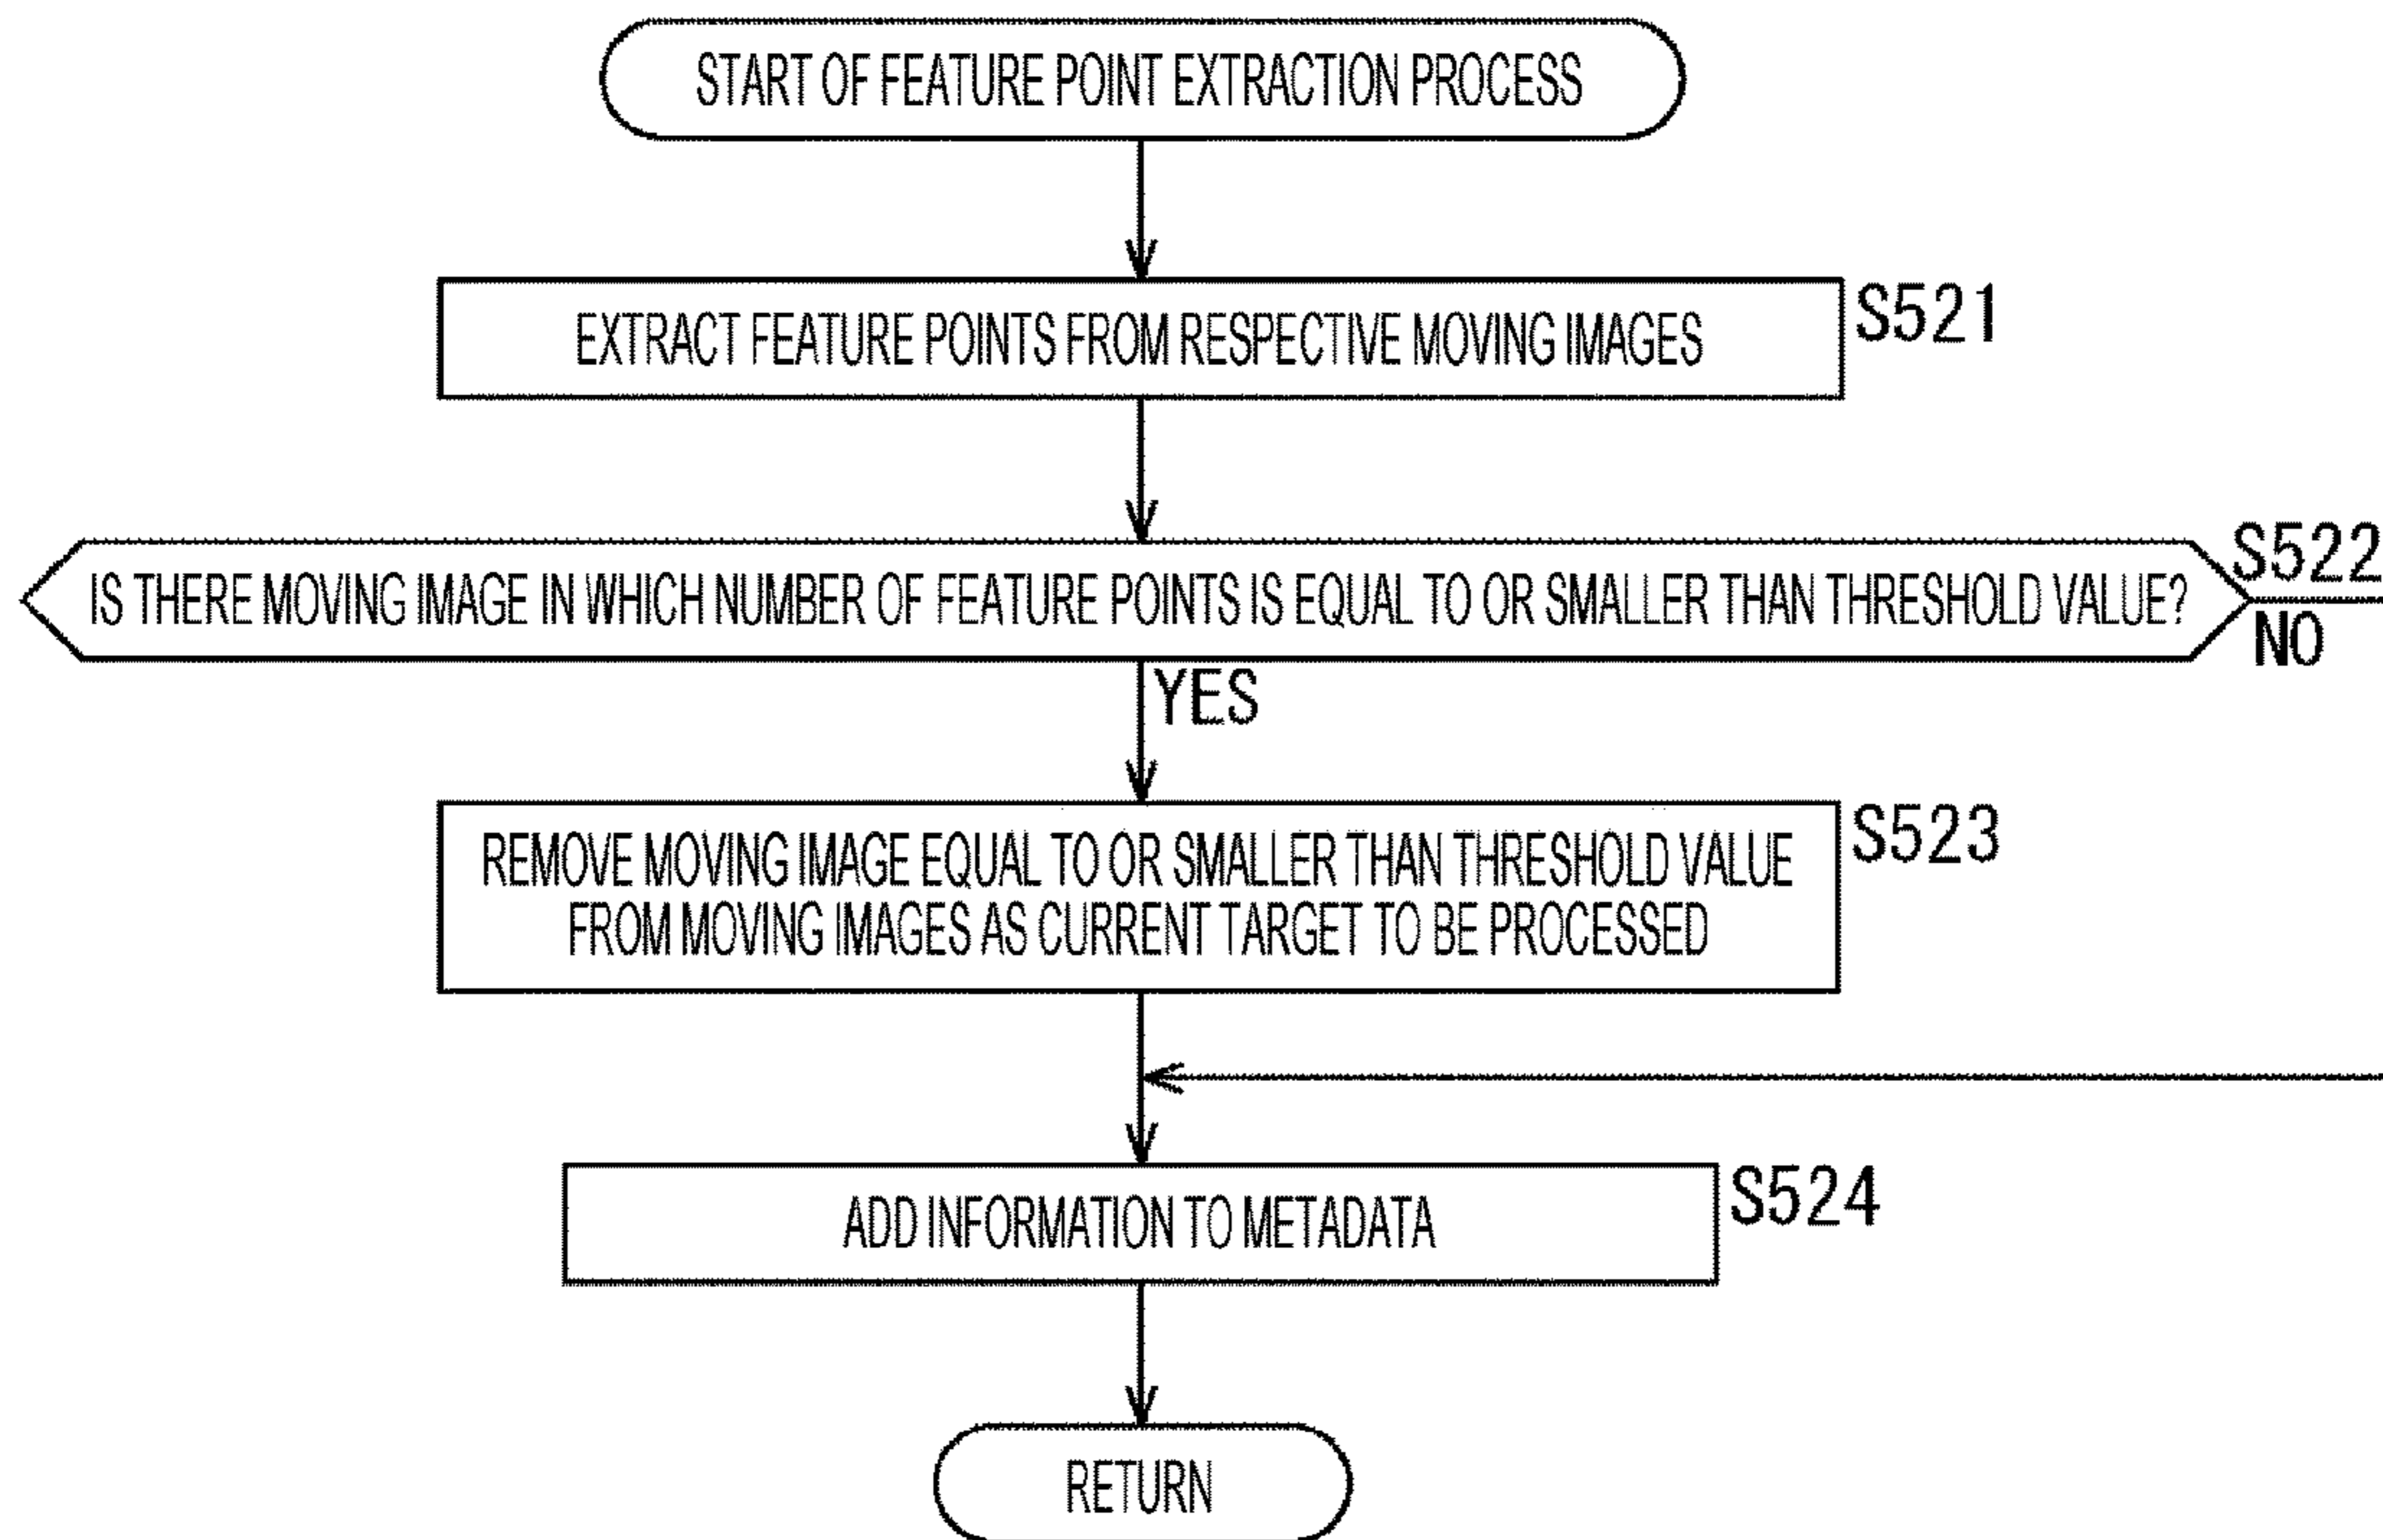 START OF FEATURE POINT EXTRACTION PROCESS
EXTRACT FEATURE POINTS FROM RESPECTIVE MOVING IMAGES
S521
IS THERE MOVING IMAGE IN WHICH NUMBER OF FEATURE POINTS IS EQUAL TO OR SMALLER THAN THRESHOLD VALUE?
S522
NO
YES
REMOVE MOVING IMAGE EQUAL TO OR SMALLER THAN THRESHOLD VALUE
FROM MOVING IMAGES AS CURRENT TARGET TO BE PROCESSED
S523
ADD INFORMATION TO METADATA
S524
RETURN